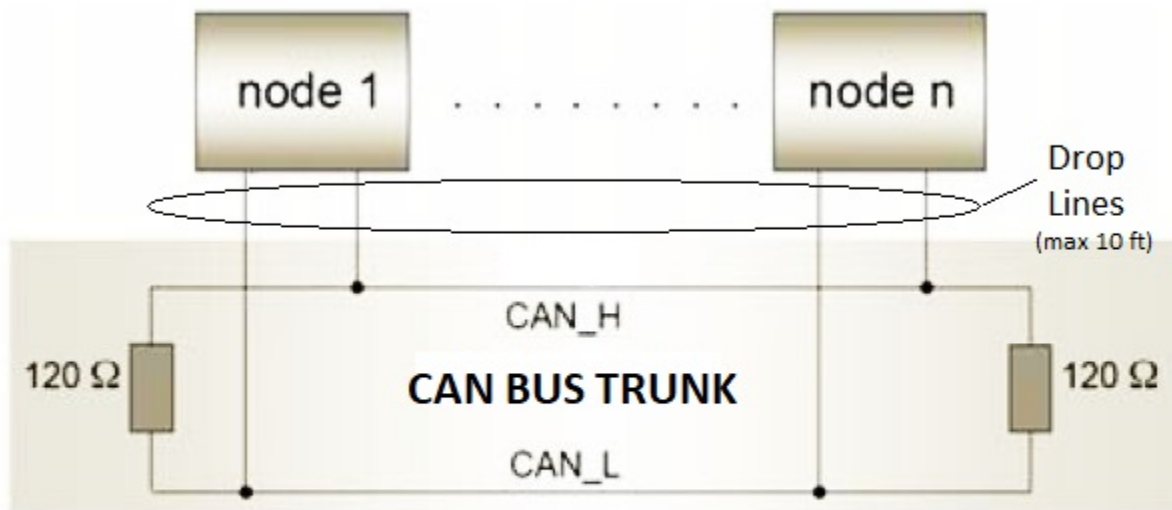 node 1
. . . . . . . .
node n
Drop
Lines
(max 10 ft)
CAN_H
120 Ω
CAN BUS TRUNK
120 Ω
CAN_L